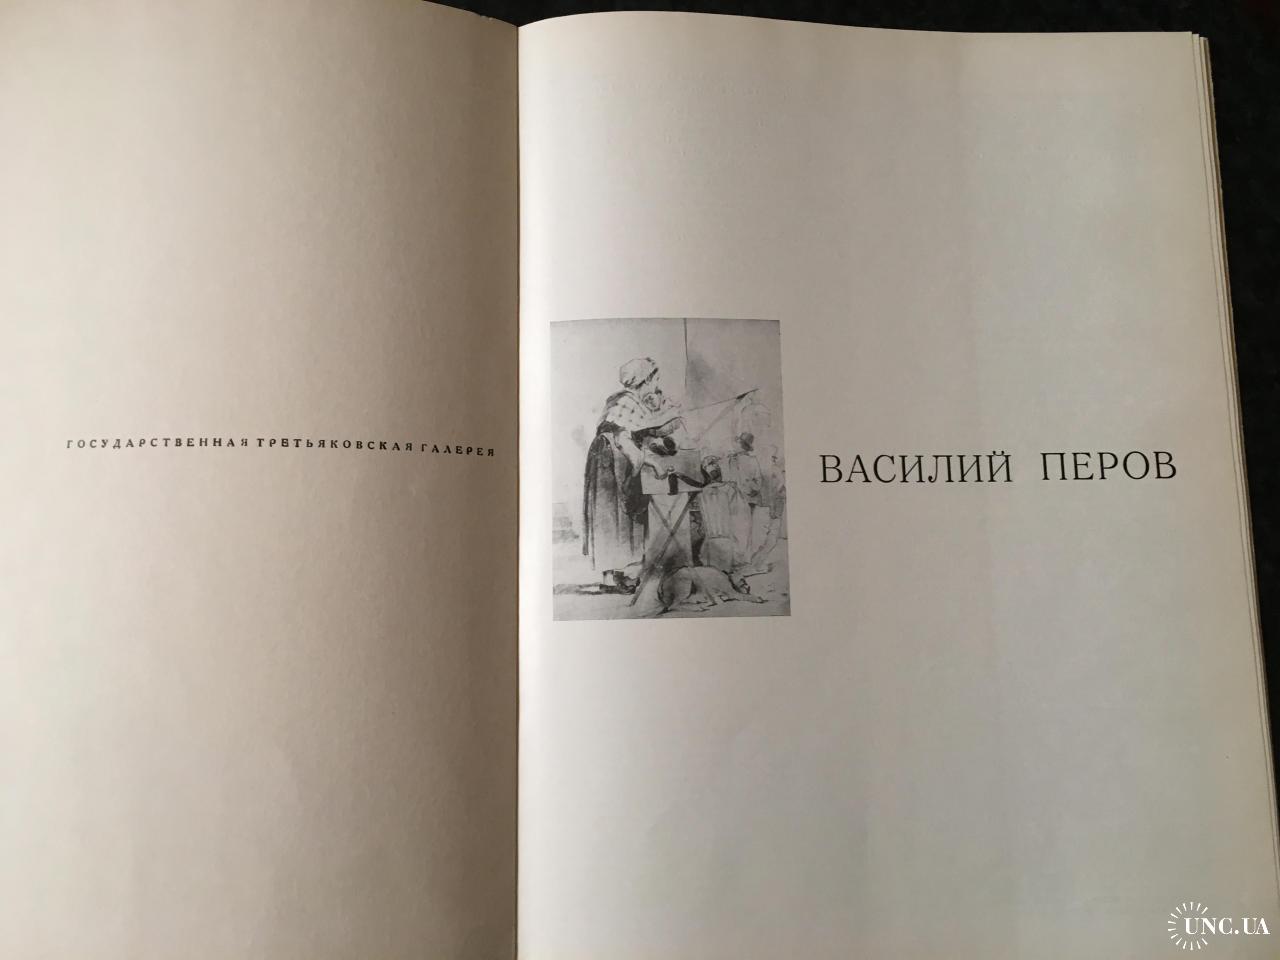 ГОСУДАРСТВЕННАЯ ТРЕТЬЯКОВСКАЯ ГАЛЕРЕЯ
ВАСИЛИЙ ПЕРОВ
UNC.UA